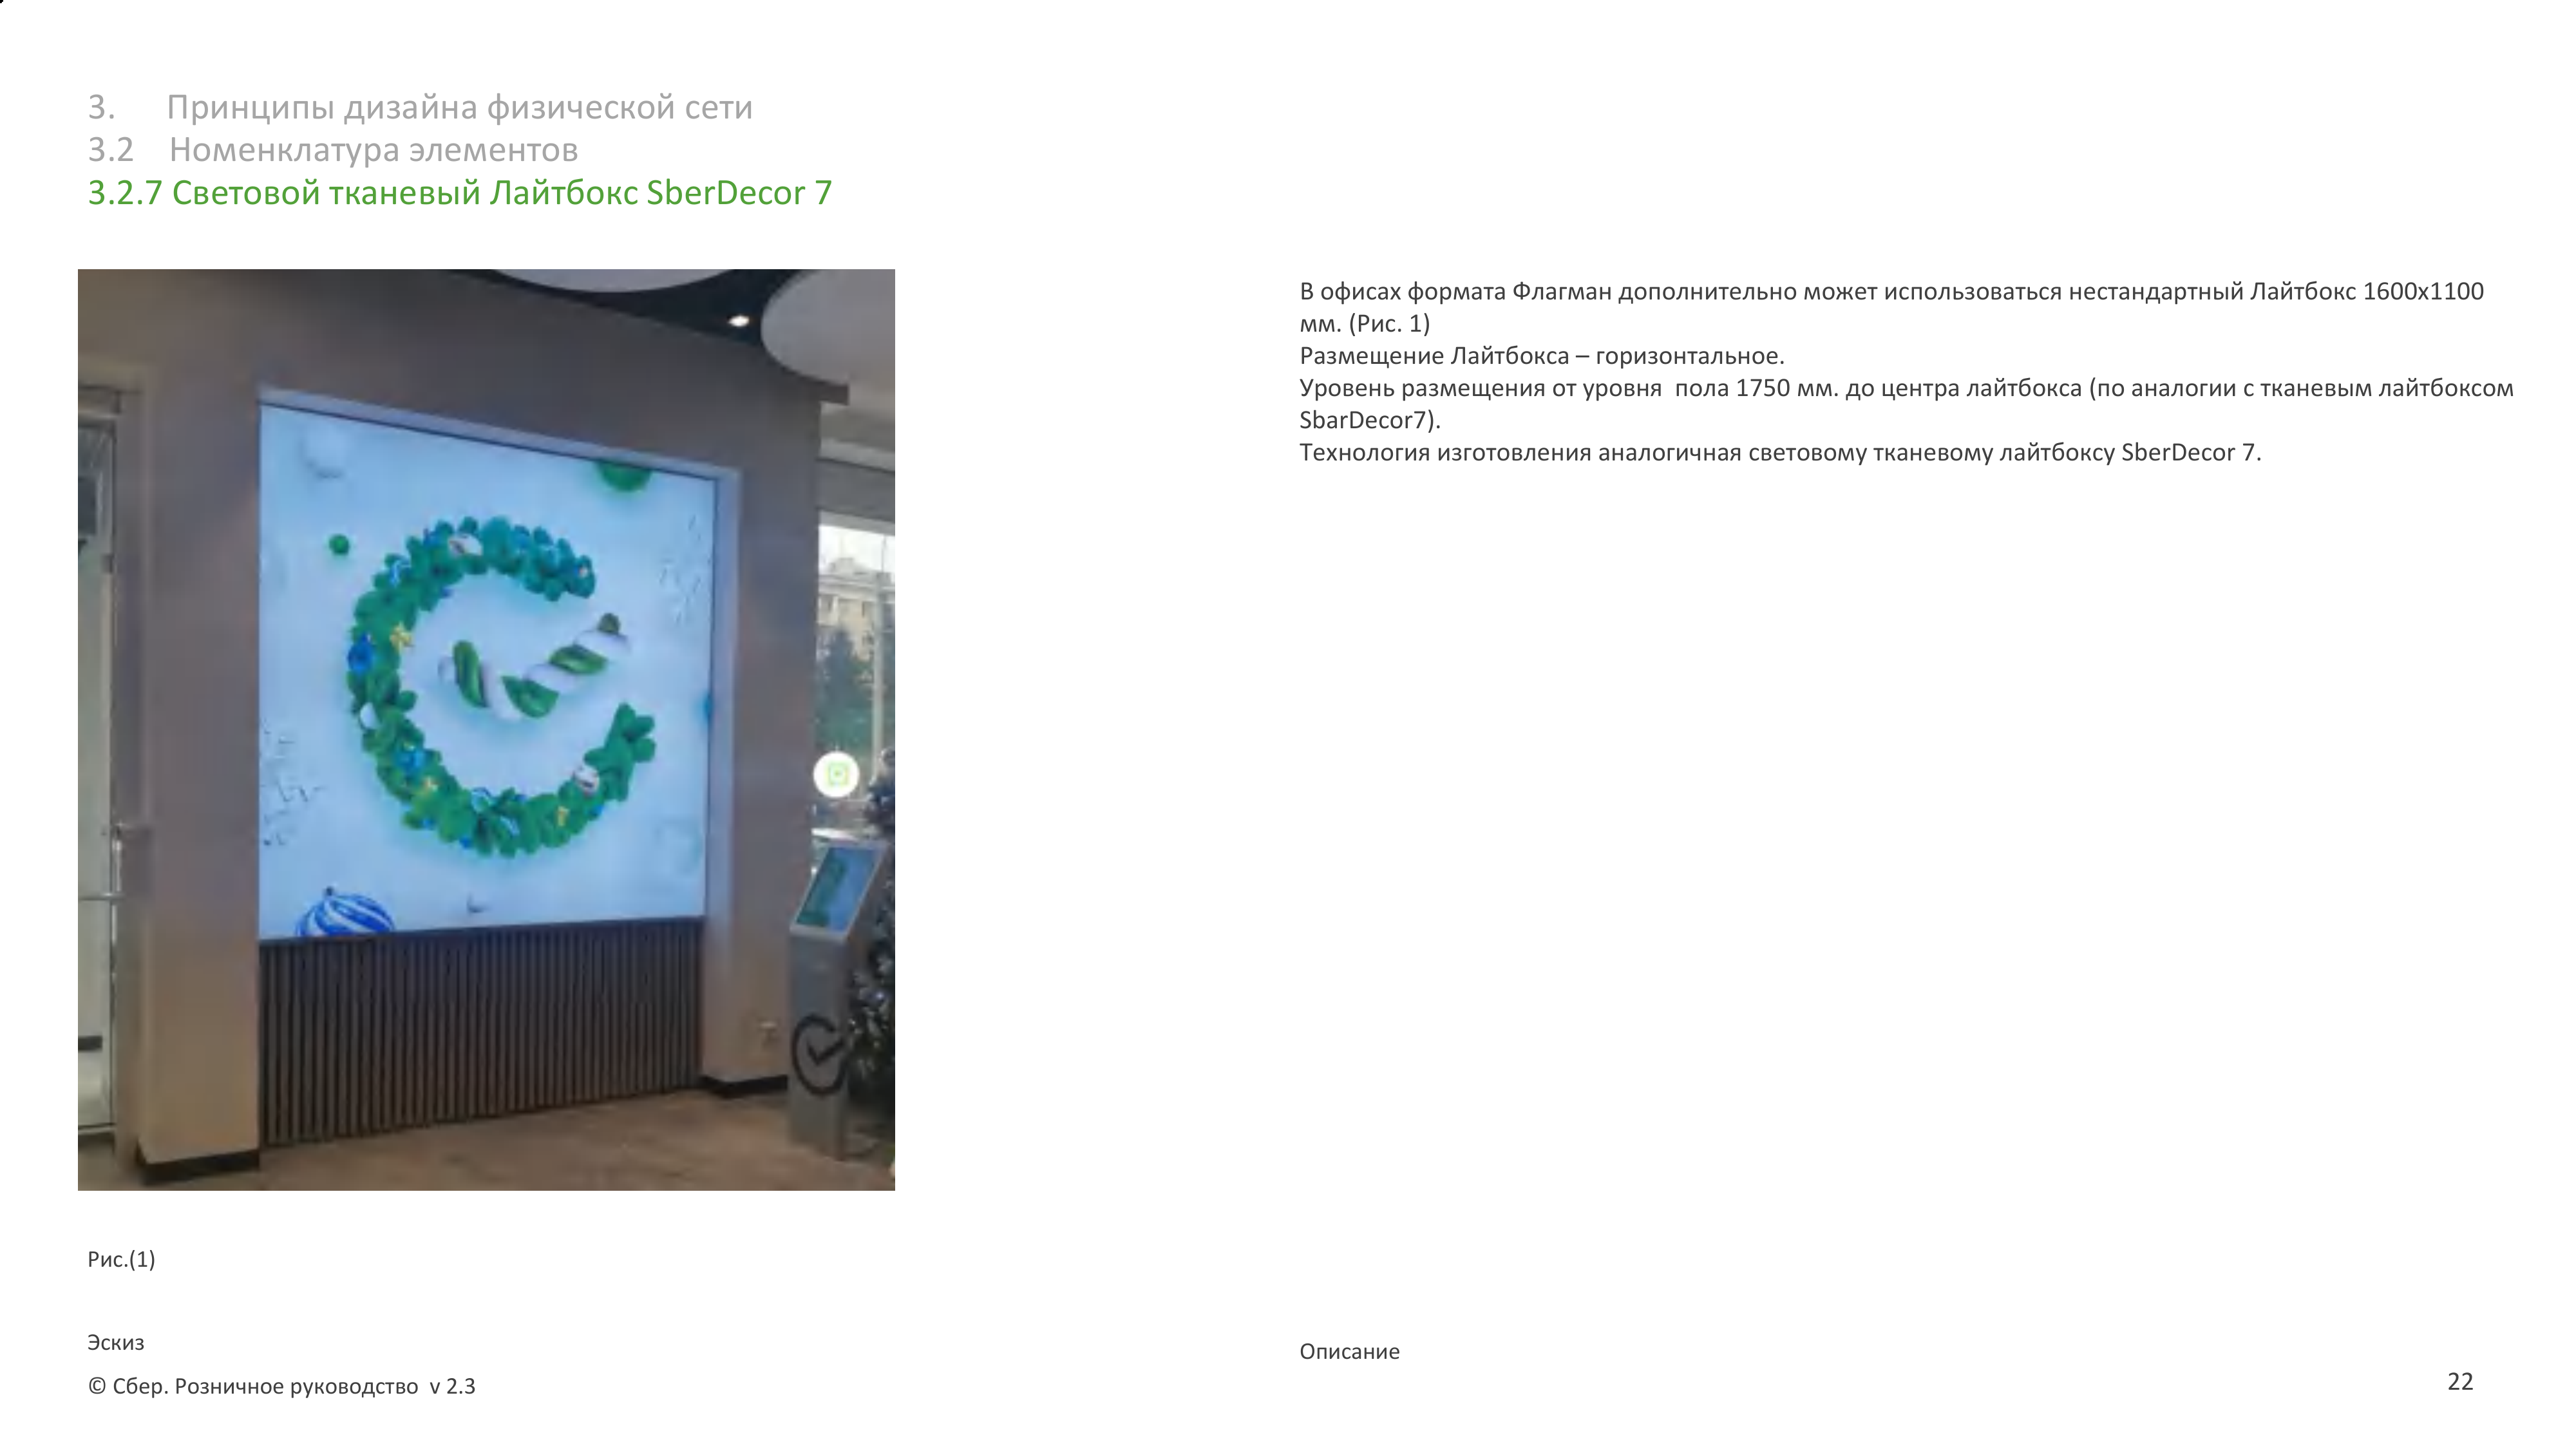 3. Принципы дизайна физической сети
3.2 Номенклатура элементов
3.2.7 Световой тканевый Лайтбокс SberDecor 7
В офисах формата Флагман дополнительно может использоваться нестандартный Лайтбокс 1600х1100
мм. (Рис. 1)
Размещение Лайтбокса – горизонтальное.
Уровень размещения от уровня  пола 1750 мм. до центра лайтбокса (по аналогии с тканевым лайтбоксом
SbarDecor7).
Технология изготовления аналогичная световому тканевому лайтбоксу SberDecor 7.
Рис.(1)
Эскиз
Описание
© Сбер. Розничное руководство  v 2.3
22